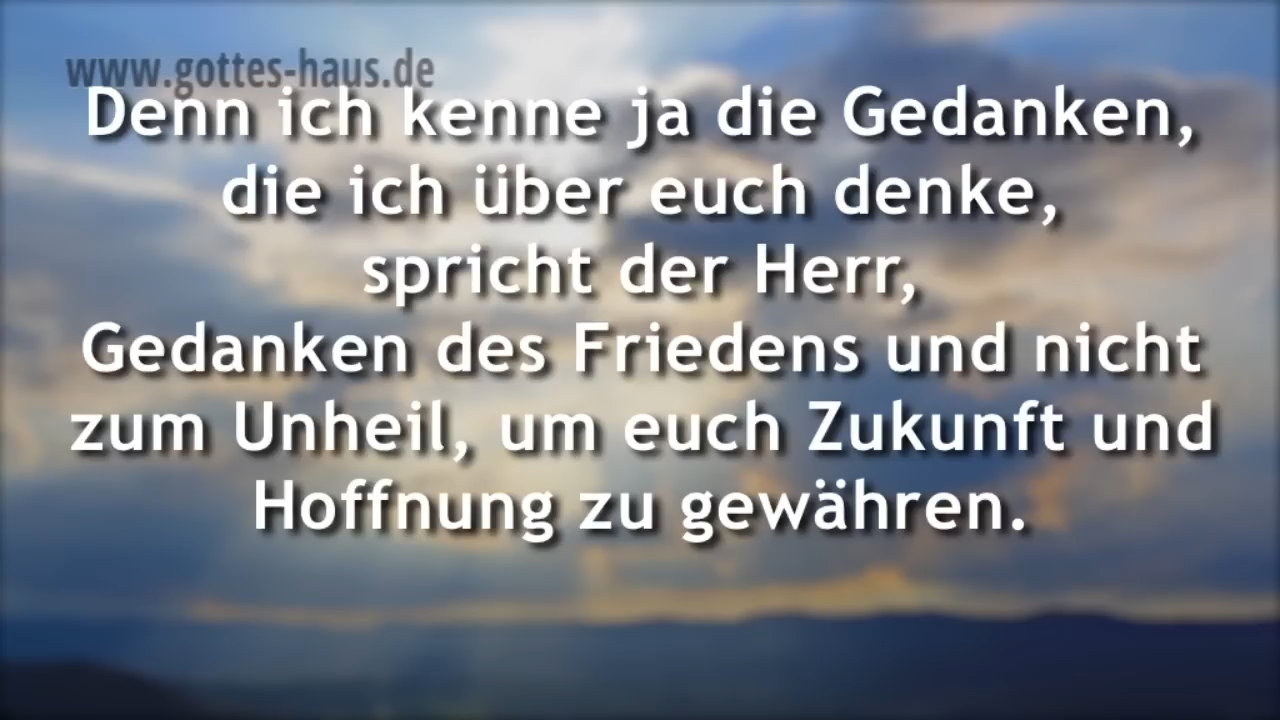 www.gottes-haus.de
Denn ich kenne ja die Gedanken,
die ich über euch denke,
spricht der Herr,
Gedanken des Friedens und nicht
zum Unheil, um euch Zukunft und
Hoffnung zu gewähren.